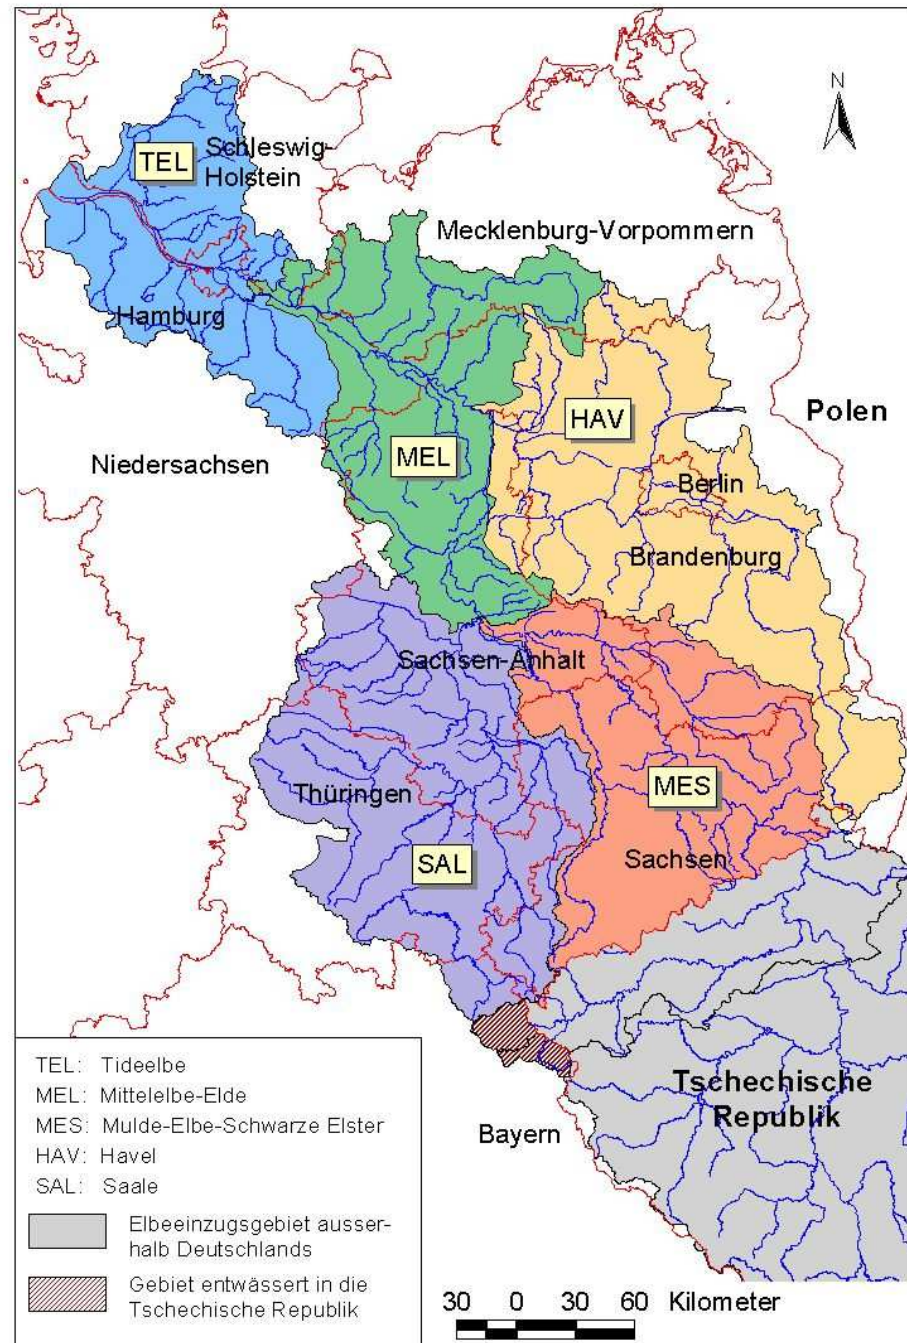 N
TEL
Schleswig-
Holstein
Mecklenburg-Vorpommern
Hamburg
HAV
Polen
MEL
Niedersachsen
Berlin
Brandenburg
Sachsen-Anhalt
MES
Thüringen
SAL
Sachsen
Tschechische
Republik
Bayern
TEL: Tideelbe
MEL: Mittelelbe-Elde
MES: Mulde-Elbe-Schwarze Elster
HAV: Havel
SAL: Saale
Elbeeinzugsgebiet ausser-
halb Deutschlands
Gebiet entwässert in die
Tschechische Republik
30 0 30 60 Kilometer